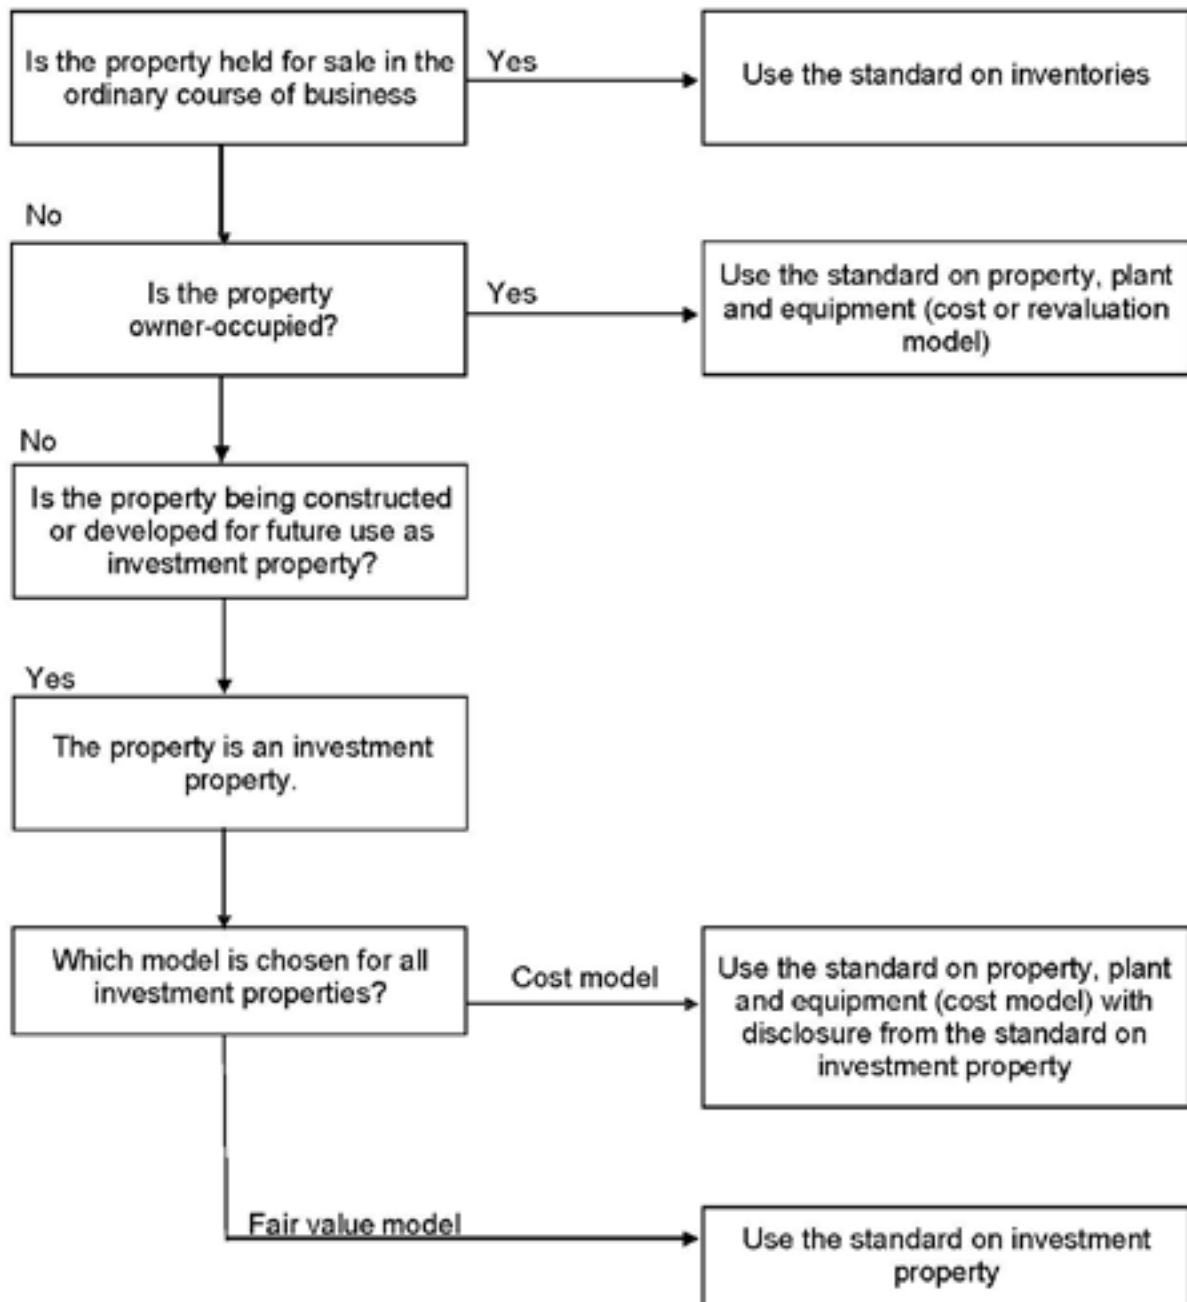 Is the property held for sale in the
ordinary course of business
Yes
Use the standard on inventories
No
Is the property
owner-occupied?
Yes
Use the standard on property, plant
and equipment (cost or revaluation
model)
No
Is the property being constructed
or developed for future use as
investment property?
Yes
The property is an investment
property.
Which model is chosen for all
investment properties?
Cost model
Use the standard on property, plant
and equipment (cost model) with
disclosure from the standard on
investment property
Fair value model
Use the standard on investment
property